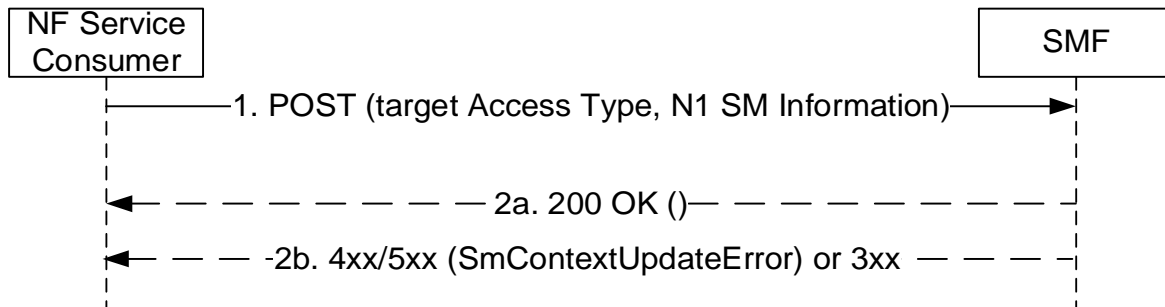 NF Service
Consumer
SMF
1. POST (target Access Type, N1 SM Information)
2a. 200 OK ()
2b. 4xx/5xx (SmContextUpdateError) or 3xx